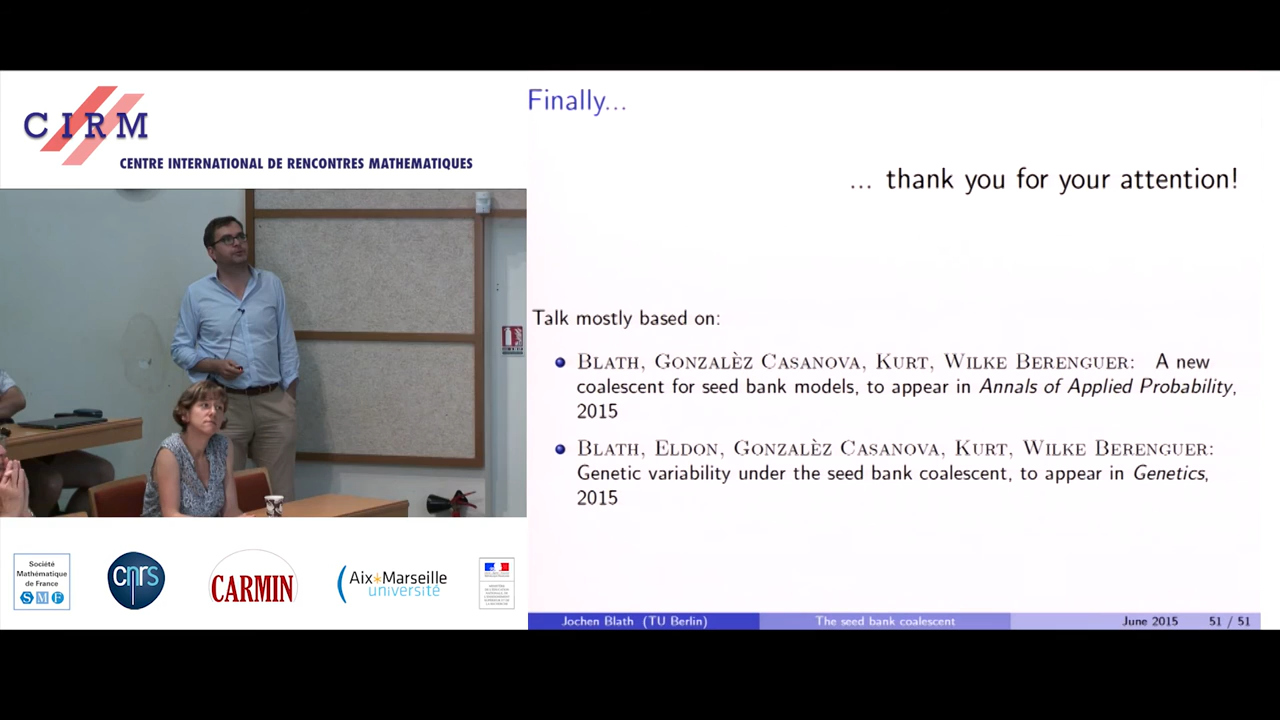 CIRM
CENTRE INTERNATIONAL DE RENCONTRES MATHEMATIQUES
Finally...
... thank you for your attention!
Talk mostly based on:
Blath, Gonzalèz Casanova, Kurt, Wilke Berenguer: A new
coalescent for seed bank models, to appear in Annals of Applied Probability,
2015
Blath, Eldon, Gonzalèz Casanova, Kurt, Wilke Berenguer:
Genetic variability under the seed bank coalescent, to appear in Genetics,
2015
Société
Mathématique
de France
SMF
cnrs
CARMIN
Aix*Marseille
université
Jochen Blath (TU Berlin)
The seed bank coalescent
June 2015
51 / 51